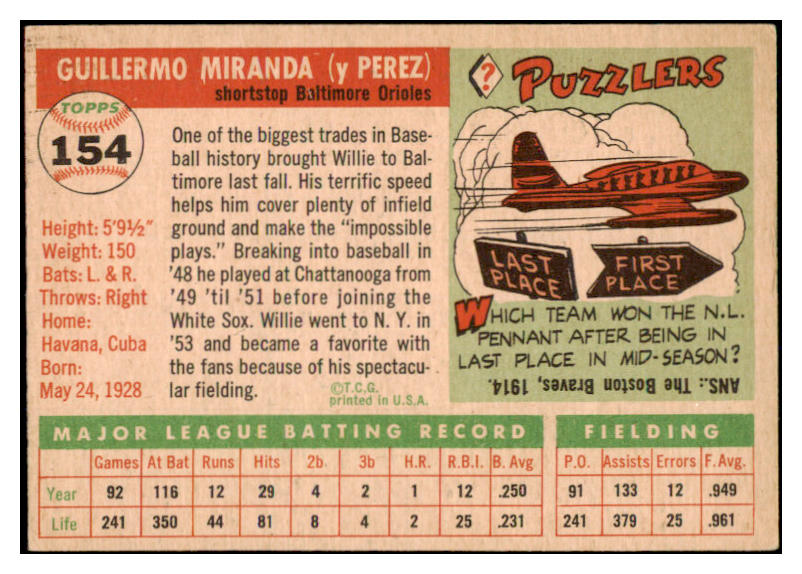 GUILLERMO MIRANDA (y PEREZ)
shortstop Baltimore Orioles
TOPPS
154
Height: 5'9½"
Weight: 150
Bats: L. & R.
Throws: Right
Home:
Havana, Cuba
Born:
May 24, 1928
One of the biggest trades in Base-
ball history brought Willie to Bal-
timore last fall. His terrific speed
helps him cover plenty of infield
ground and make the "impossible
plays." Breaking into baseball in
'48 he played at Chattanooga from
'49 'til '51 before joining the
White Sox. Willie went to N. Y. in
'53 and became a favorite with
the fans because of his spectacu-
lar fielding.
©T.C.G.
printed in U.S.A.
? PUZZLERS
LAST
PLACE
FIRST
PLACE
WHICH TEAM WON THE N.L.
PENNANT AFTER BEING IN
LAST PLACE IN MID-SEASON?
ANS.: The Boston Braves, 1914.
MAJOR LEAGUE BATTING RECORD
Games At Bat Runs Hits 2b 3b H.R. R.B.I. B. Avg
Year 92 116 12 29 4 2 1 12 .250
Life 241 350 44 81 8 4 2 25 .231
FIELDING
P.O. Assists Errors F. Avg.
91 133 12 .949
241 379 25 .961